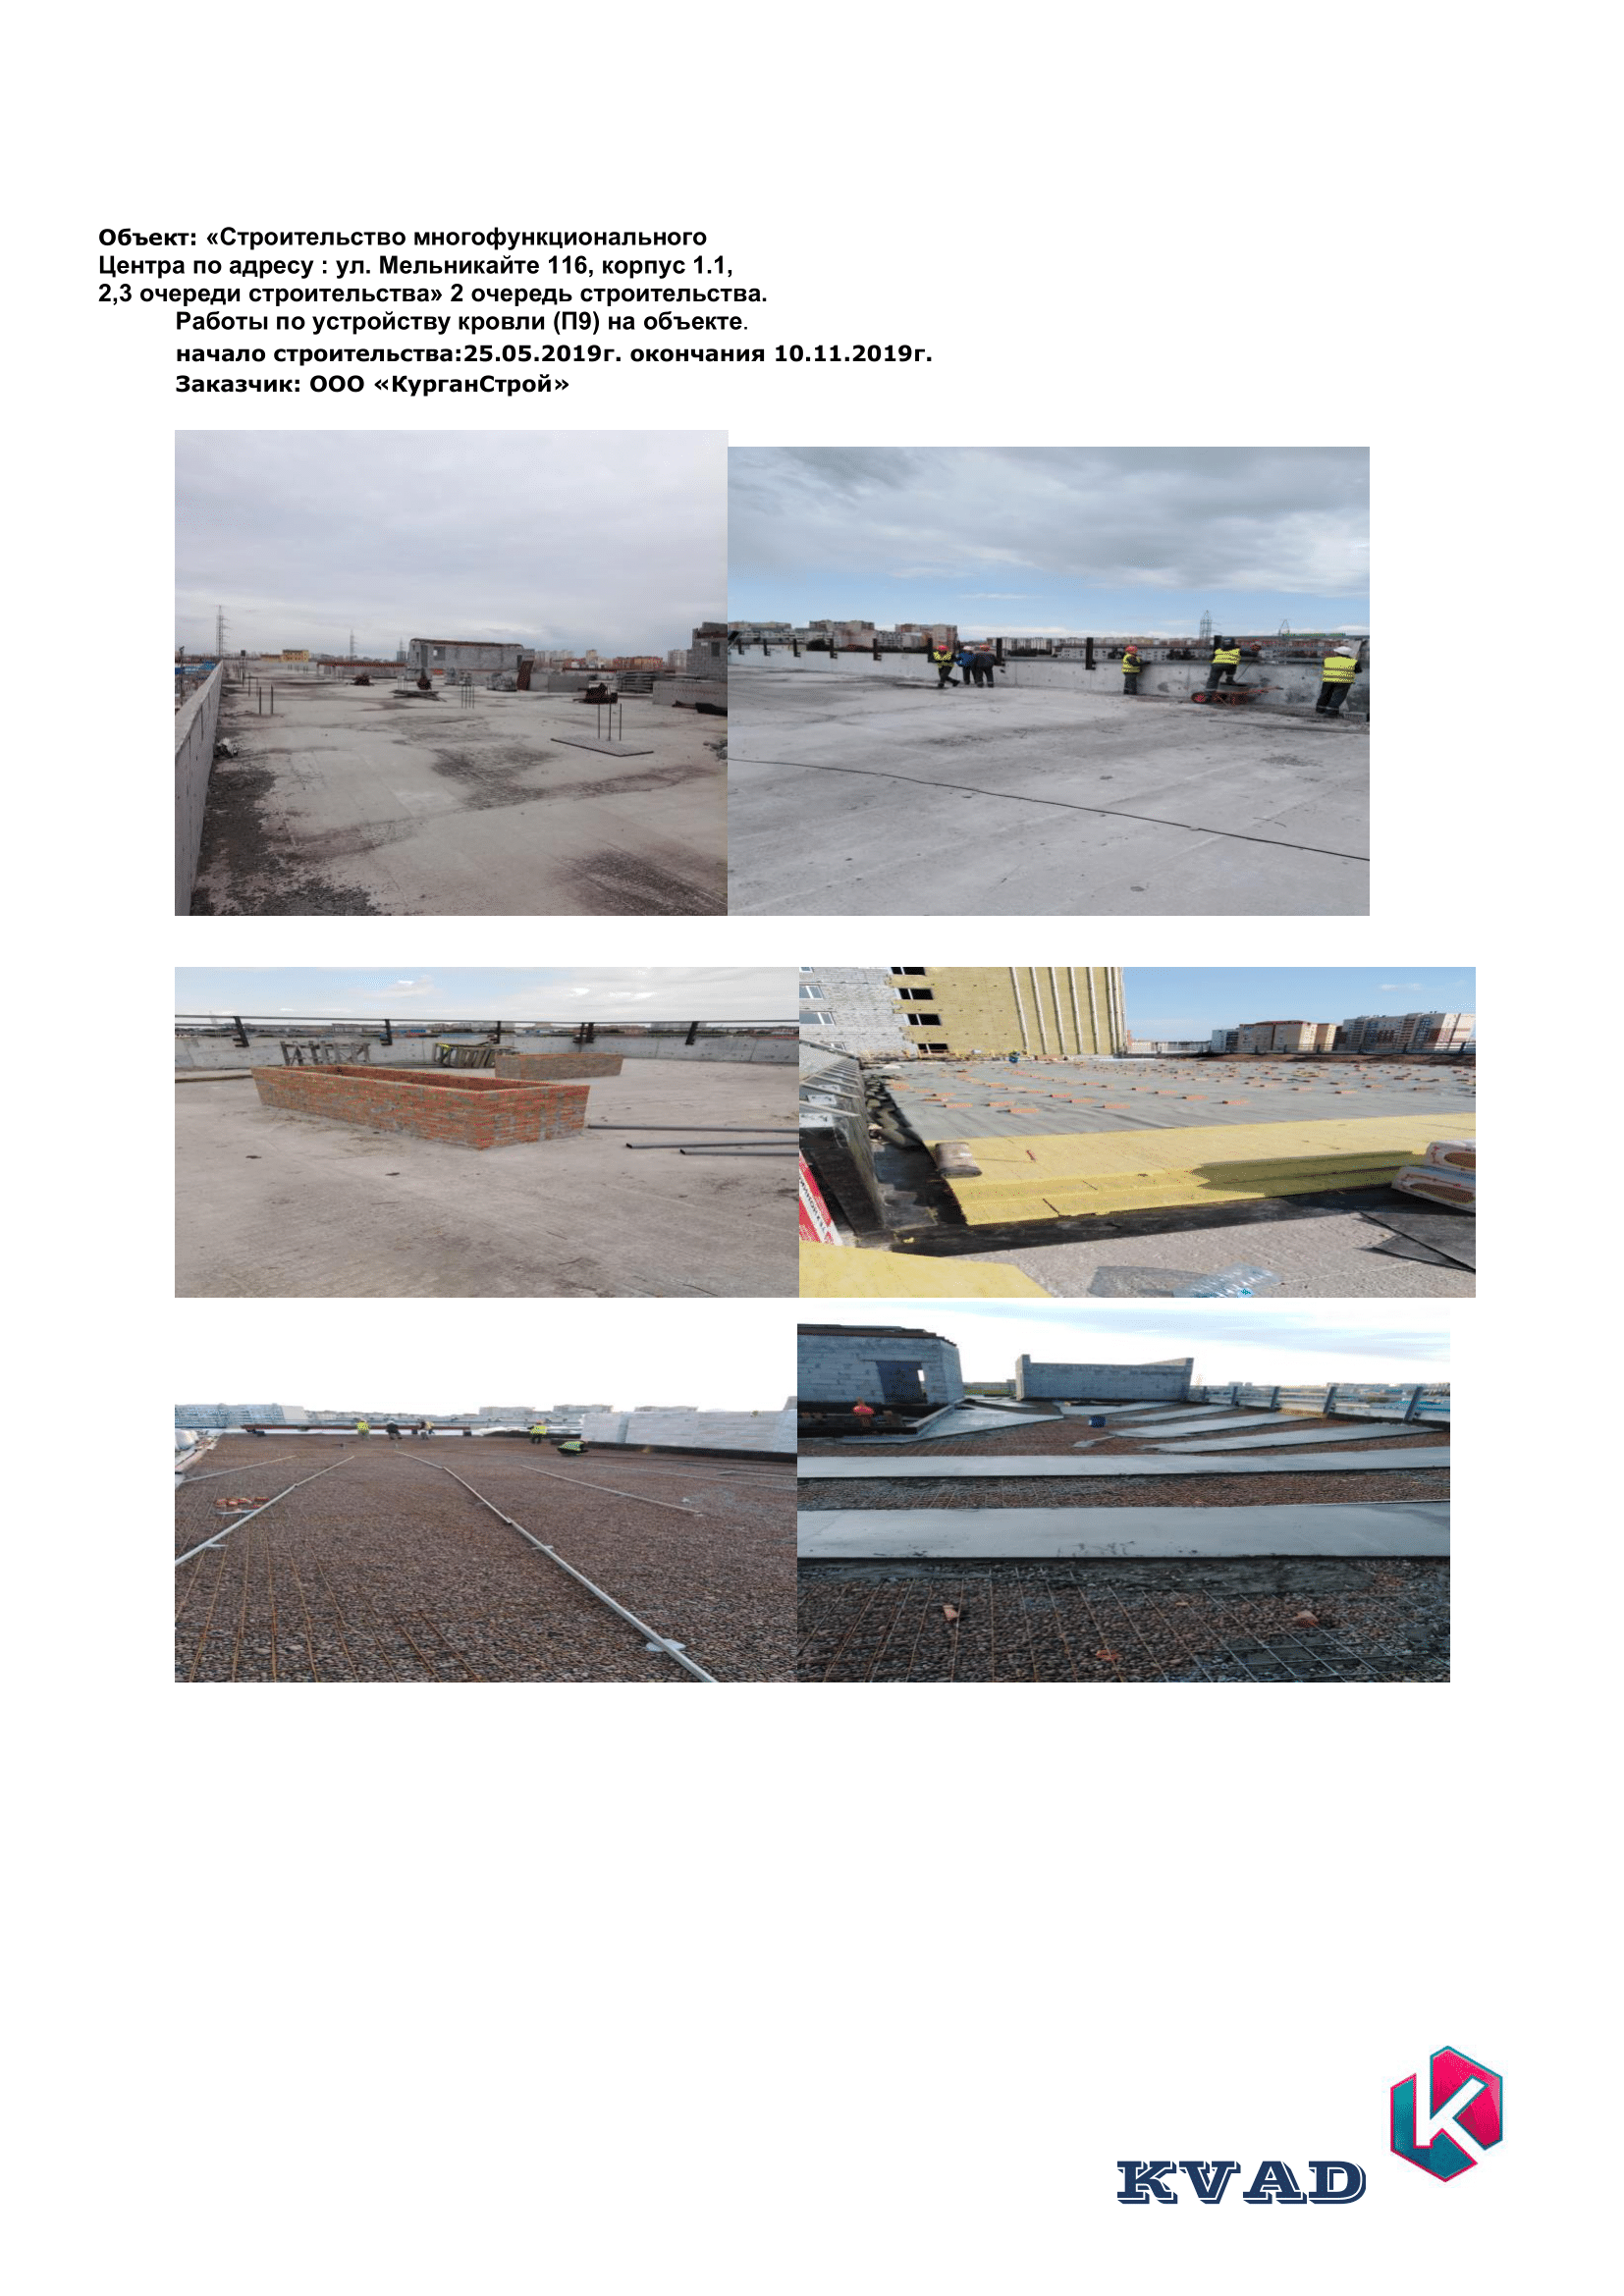 Объект: «Строительство многофункционального
Центра по адресу : ул. Мельникайте 116, корпус 1.1,
2,3 очереди строительства» 2 очередь строительства.
Работы по устройству кровли (П9) на объекте.
начало строительства:25.05.2019г. окончания 10.11.2019г.
Заказчик: ООО «КурганСтрой»
KVAD